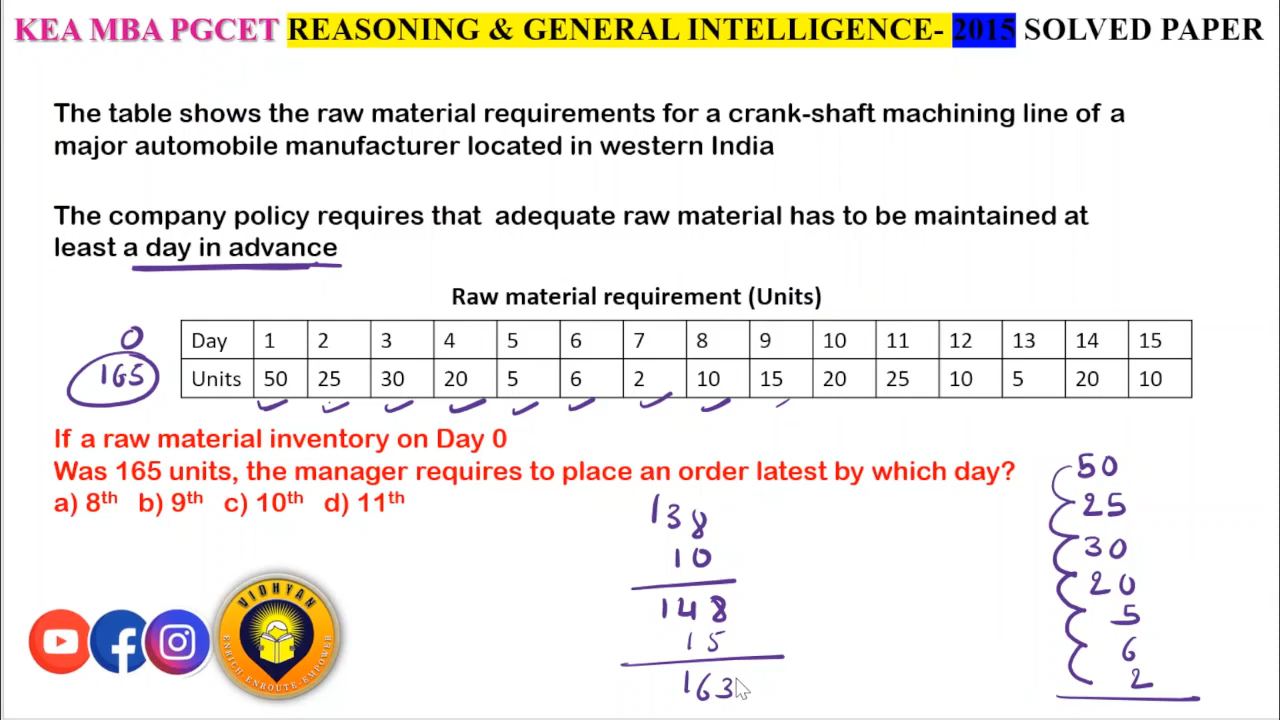 KEA MBA PGCET REASONING & GENERAL INTELLIGENCE- 2015 SOLVED PAPER
The table shows the raw material requirements for a crank-shaft machining line of a
major automobile manufacturer located in western India
The company policy requires that adequate raw material has to be maintained at
least a day in advance
Raw material requirement (Units)
0
Day 1 2 3 4 5 6 7 8 9 10 11 12 13 14 15
165
Units 50 25 30 20 5 6 2 10 15 20 25 10 5 20 10
If a raw material inventory on Day 0
Was 165 units, the manager requires to place an order latest by which day?
a) 8th b) 9th c) 10th d) 11th
138
10
148
15
163
50
25
30
20
5
6
2
VIDHYAN
ENRICH-ENROUTE-EMPOWER